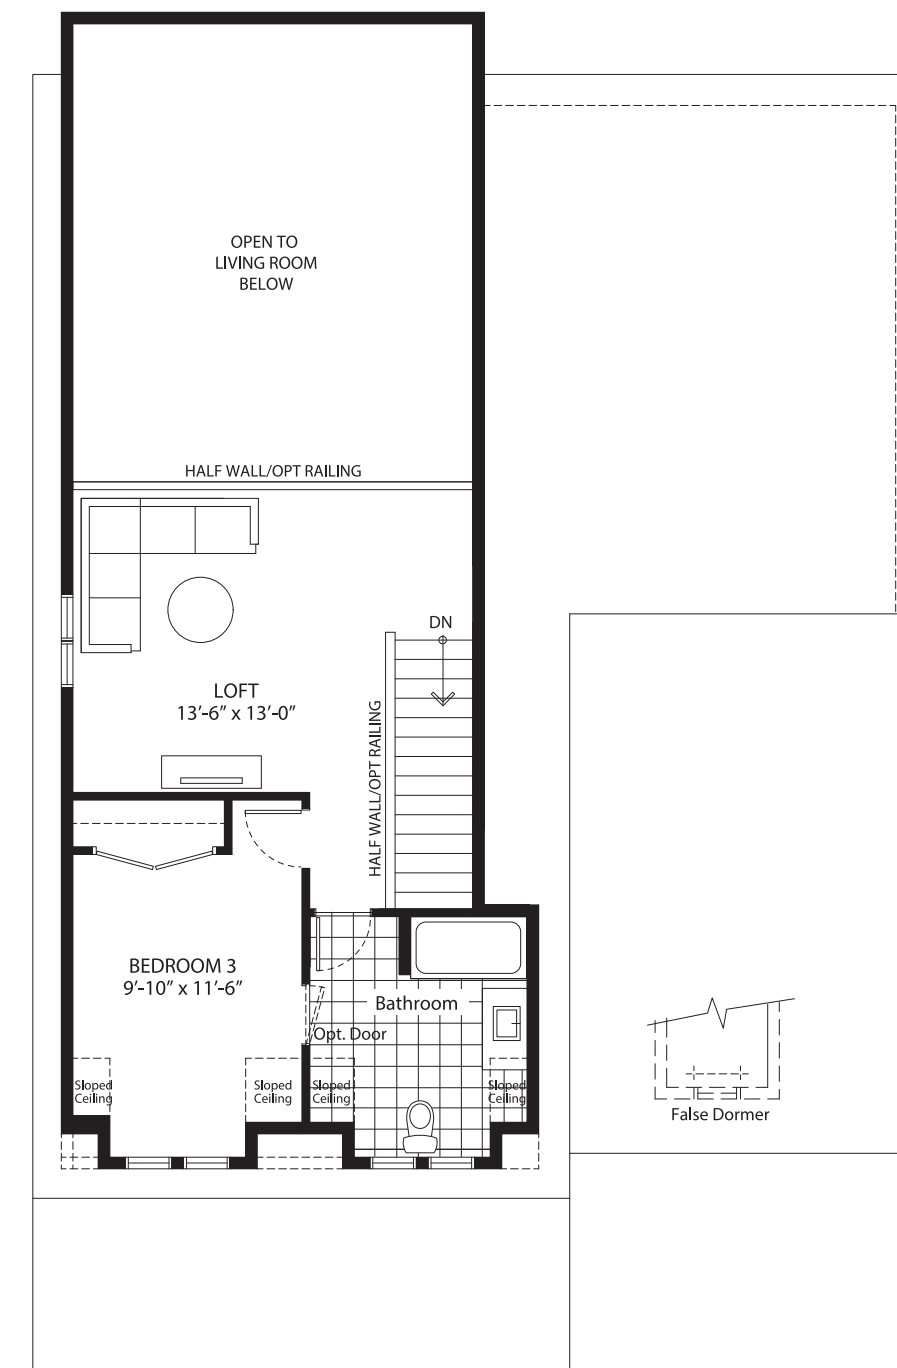 OPEN TO
LIVING ROOM
BELOW
HALF WALL/OPT RAILING
DN
LOFT
13’-6” x 13’-0”
HALF WALL/OPT RAILING
BEDROOM 3
9’-10” x 11’-6”
Bathroom
Opt. Door
Sloped
Ceiling
Sloped
Ceiling
Sloped
Ceiling
Sloped
Ceiling
False Dormer